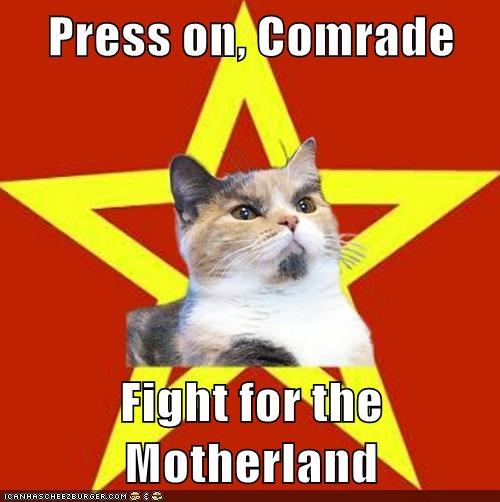 Press on, Comrade
Fight for the
Motherland
ICANHASCHEEZBURGER.COM